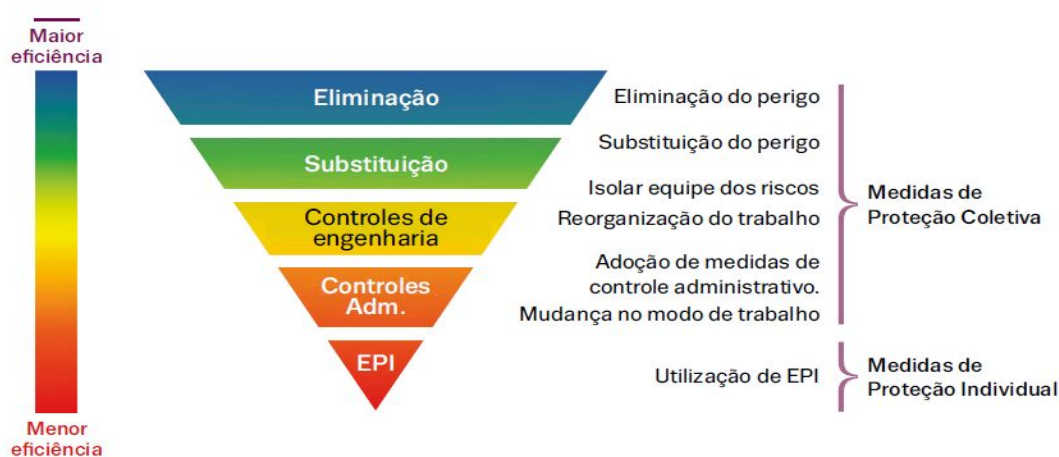 Maior
eficiência
Eliminação
Eliminação do perigo
Substituição
Substituição do perigo
Controles de
engenharia
Isolar equipe dos riscos
Reorganização do trabalho
Controles
Adm.
Adoção de medidas de
controle administrativo.
Mudança no modo de trabalho
Medidas de
Proteção Coletiva
EPI
Utilização de EPI
Medidas de
Proteção Individual
Menor
eficiência